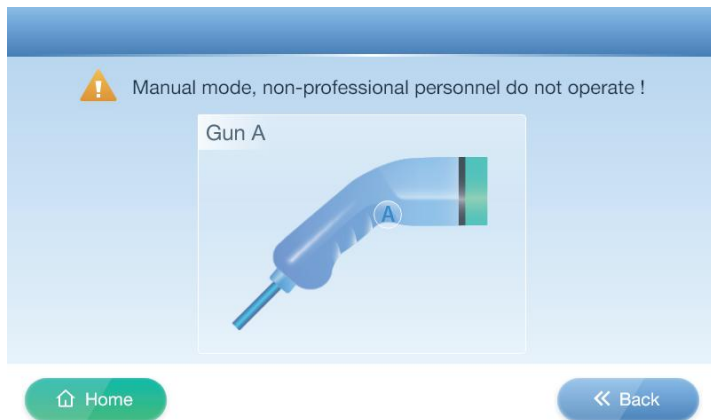 Manual mode, non-professional personnel do not operate !
Gun A
A
Home
Back